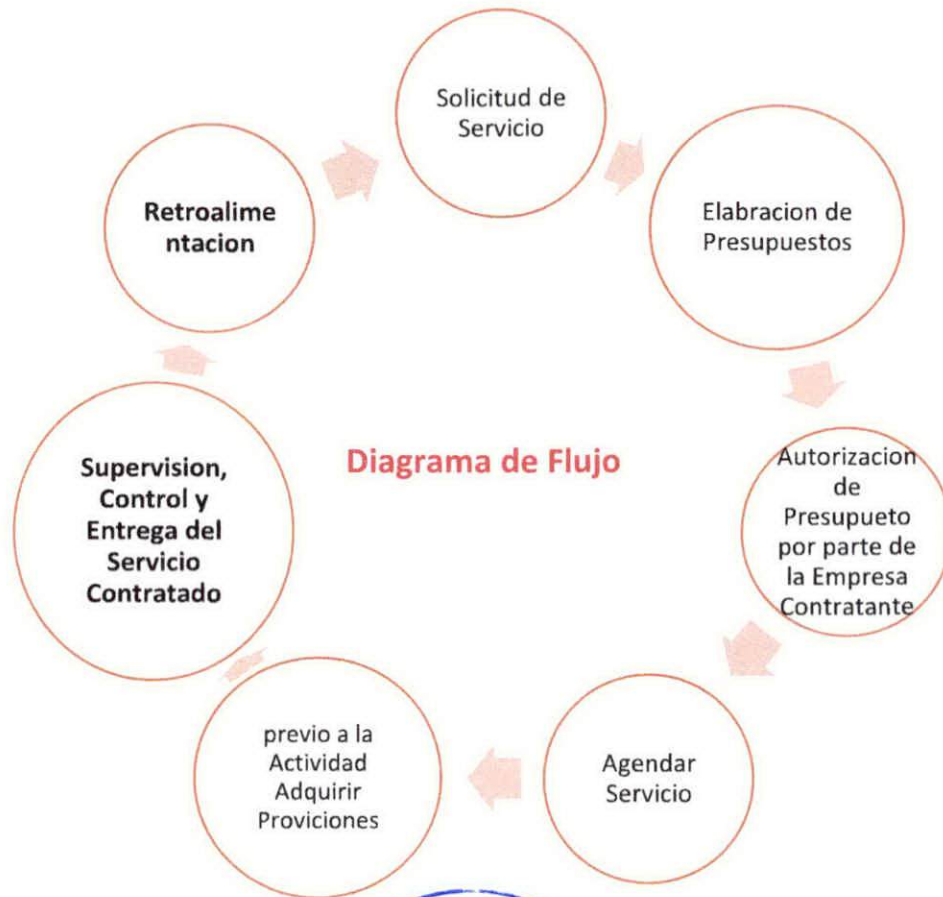 Solicitud de
Servicio
Elabracion de
Presupuestos
Autorizacion
de
Presupueto
por parte de
la Empresa
Contratante
Agendar
Servicio
previo a la
Actividad
Adquirir
Proviciones
Supervision,
Control y
Entrega del
Servicio
Contratado
Retroalime
ntacion
Diagrama de Flujo